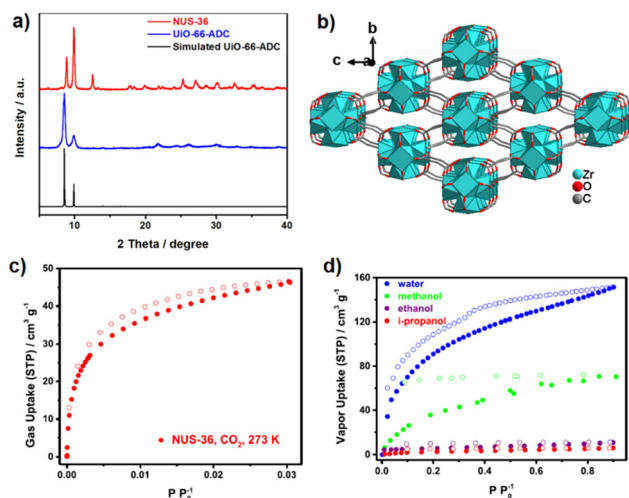 a)
NUS-36
UiO-66-ADC
Simulated UiO-66-ADC
Intensity / a.u.
10
20
30
40
2 Theta / degree
b)
b
c
a
Zr
O
C
c)
50
40
30
20
10
0
Gas Uptake (STP) / cm³ g⁻¹
NUS-36, CO₂, 273 K
0.00
0.01
0.02
0.03
P P₀⁻¹
d)
160
120
80
40
0
Vapor Uptake (STP) / cm³ g⁻¹
water
methanol
ethanol
i-propanol
0.0
0.2
0.4
0.6
0.8
P P₀⁻¹